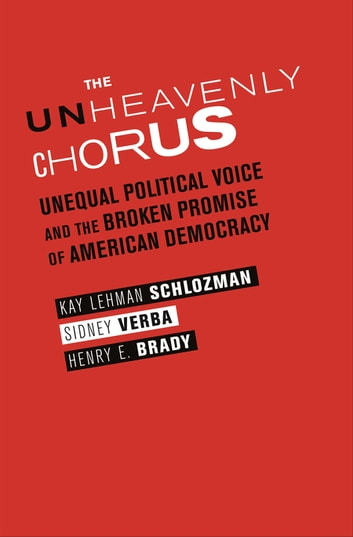 THE
UNHEAVENLY
CHORUS
UNEQUAL POLITICAL VOICE
AND THE BROKEN PROMISE
OF AMERICAN DEMOCRACY
KAY LEHMAN SCHLOZMAN
SIDNEY VERBA
HENRY E. BRADY